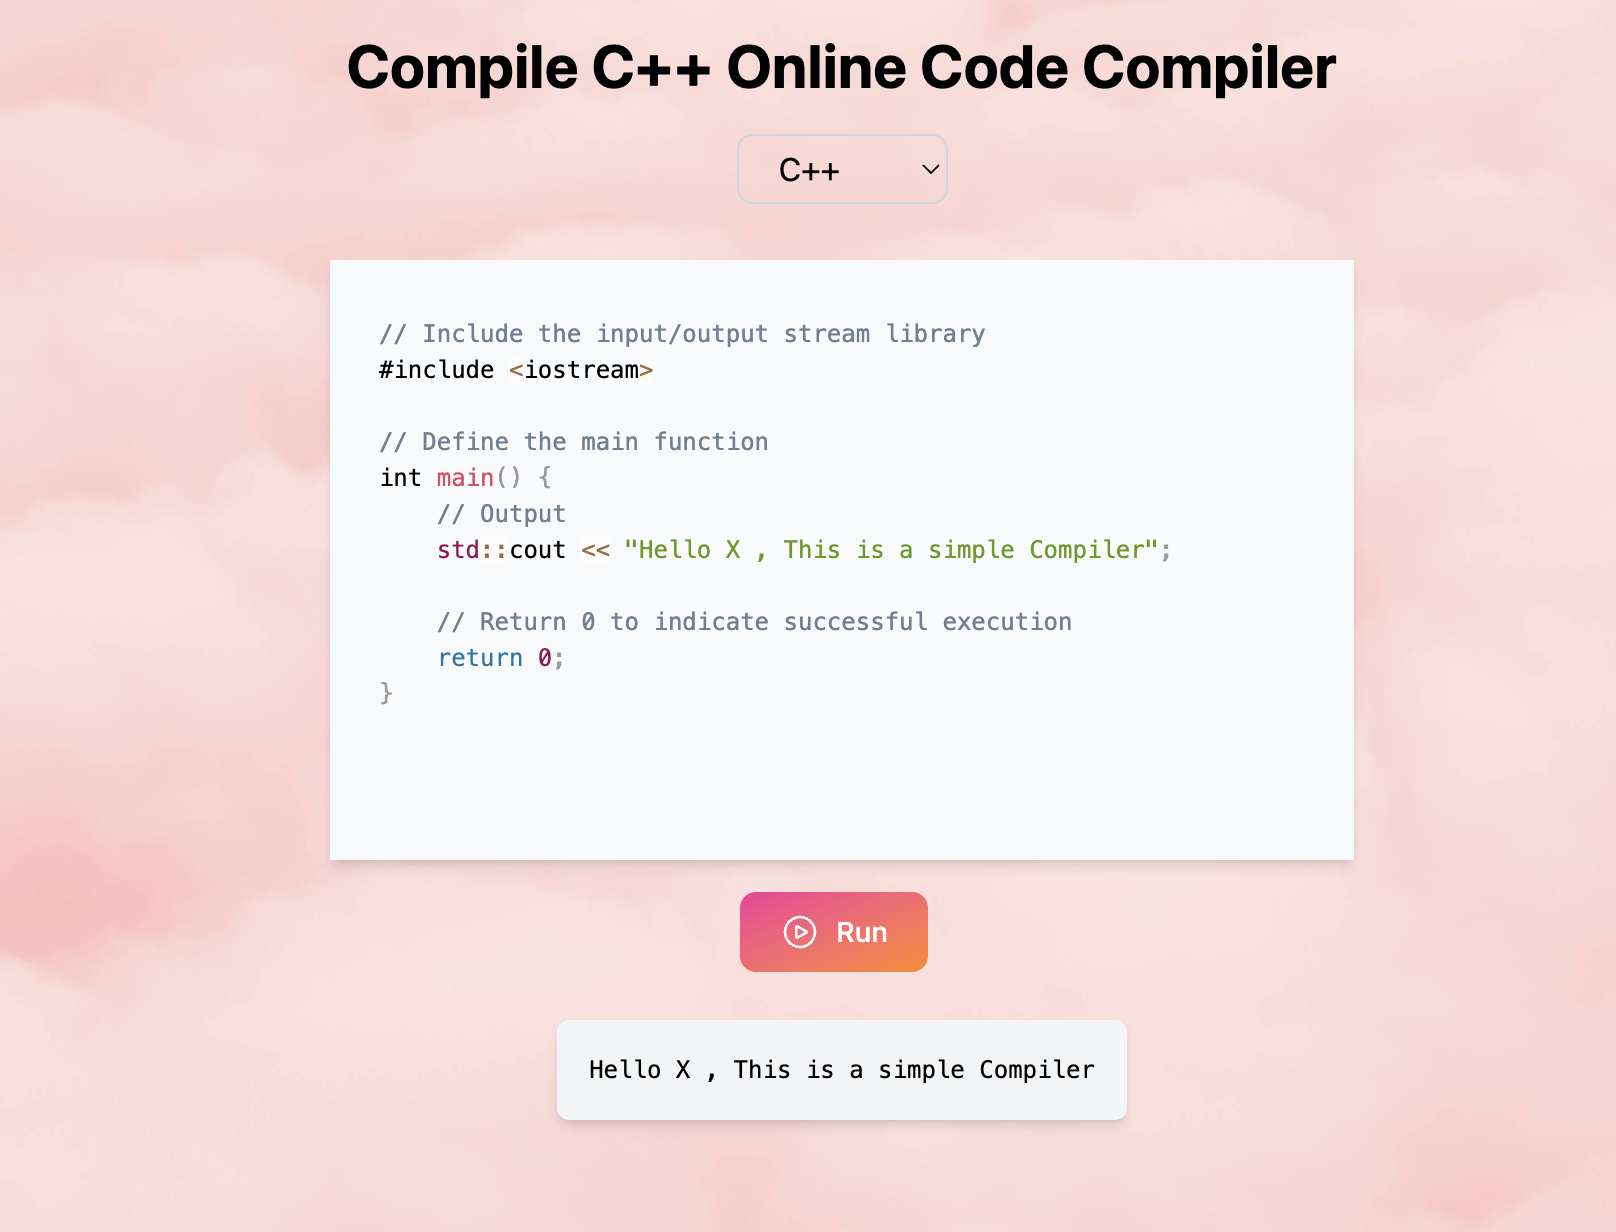 Compile C++ Online Code Compiler
C++
// Include the input/output stream library
#include <iostream>
// Define the main function
int main() {
    // Output
    std::cout << "Hello X , This is a simple Compiler";
    // Return 0 to indicate successful execution
    return 0;
}
Run
Hello X , This is a simple Compiler